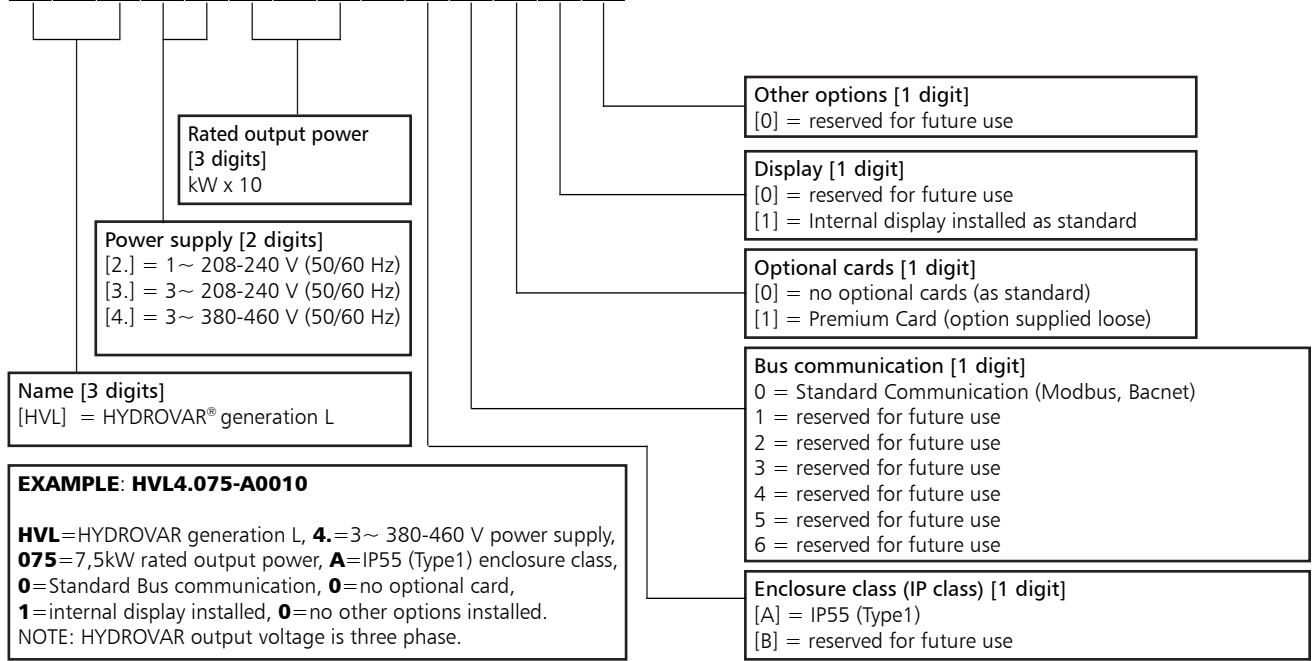 Rated output power
[3 digits]
kW x 10
Power supply [2 digits]
[2.] = 1~ 208-240 V (50/60 Hz)
[3.] = 3~ 208-240 V (50/60 Hz)
[4.] = 3~ 380-460 V (50/60 Hz)
Name [3 digits]
[HVL] = HYDROVAR® generation L
EXAMPLE: HVL4.075-A0010
HVL=HYDROVAR generation L, 4.=3~ 380-460 V power supply,
075=7,5kW rated output power, A=IP55 (Type1) enclosure class,
0=Standard Bus communication, 0=no optional card,
1=internal display installed, 0=no other options installed.
NOTE: HYDROVAR output voltage is three phase.
Other options [1 digit]
[0] = reserved for future use
Display [1 digit]
[0] = reserved for future use
[1] = Internal display installed as standard
Optional cards [1 digit]
[0] = no optional cards (as standard)
[1] = Premium Card (option supplied loose)
Bus communication [1 digit]
0 = Standard Communication (Modbus, Bacnet)
1 = reserved for future use
2 = reserved for future use
3 = reserved for future use
4 = reserved for future use
5 = reserved for future use
6 = reserved for future use
Enclosure class (IP class) [1 digit]
[A] = IP55 (Type1)
[B] = reserved for future use